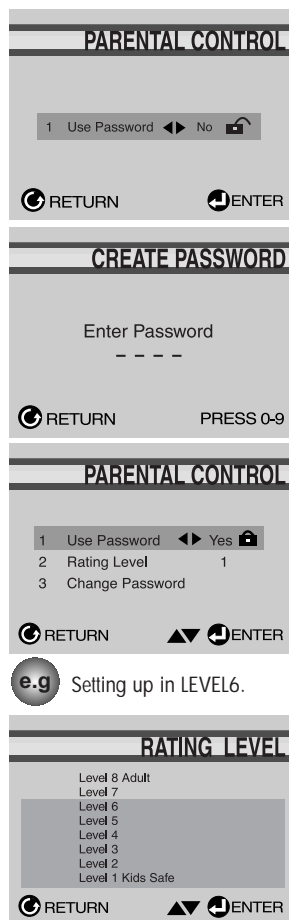 PARENTAL CONTROL
1 Use Password ◀▶ No
RETURN ENTER
CREATE PASSWORD
Enter Password
– – – –
RETURN PRESS 0-9
PARENTAL CONTROL
1 Use Password ◀▶ Yes
2 Rating Level 1
3 Change Password
RETURN ▲▼ ENTER
e.g Setting up in LEVEL6.
RATING LEVEL
Level 8 Adult
Level 7
Level 6
Level 5
Level 4
Level 3
Level 2
Level 1 Kids Safe
RETURN ▲▼ ENTER